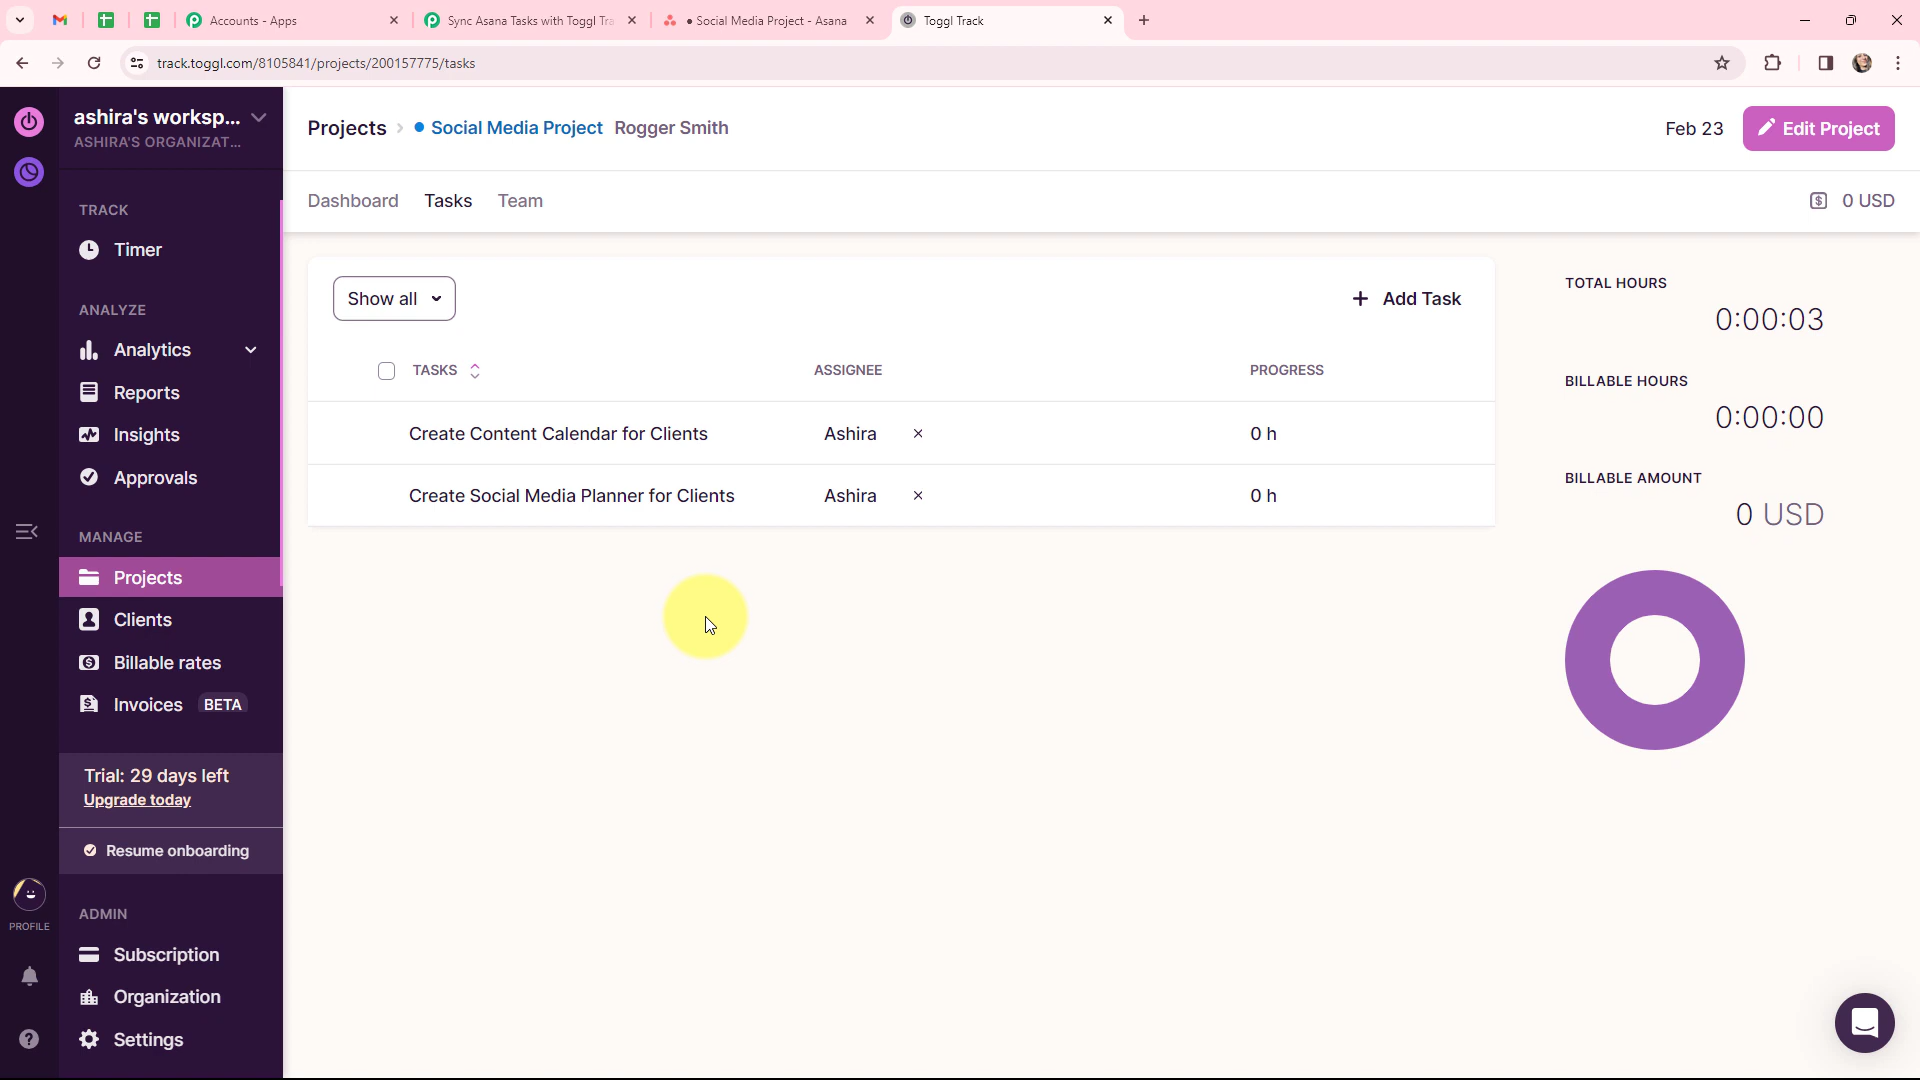 Accounts - Apps
Sync Asana Tasks with Toggl Tra
• Social Media Project - Asana
Toggl Track
track.toggl.com/8105841/projects/200157775/tasks
ashira's worksp...
ASHIRA'S ORGANIZAT...
Projects
Social Media Project
Rogger Smith
Feb 23
Edit Project
Dashboard
Tasks
Team
0 USD
TRACK
Timer
ANALYZE
Analytics
Reports
Insights
Approvals
MANAGE
Projects
Clients
Billable rates
Invoices BETA
Trial: 29 days left
Upgrade today
Resume onboarding
ADMIN
Subscription
Organization
Settings
PROFILE
Show all
+ Add Task
TASKS
ASSIGNEE
PROGRESS
Create Content Calendar for Clients
Ashira ×
0 h
Create Social Media Planner for Clients
Ashira ×
0 h
TOTAL HOURS
0:00:03
BILLABLE HOURS
0:00:00
BILLABLE AMOUNT
0 USD